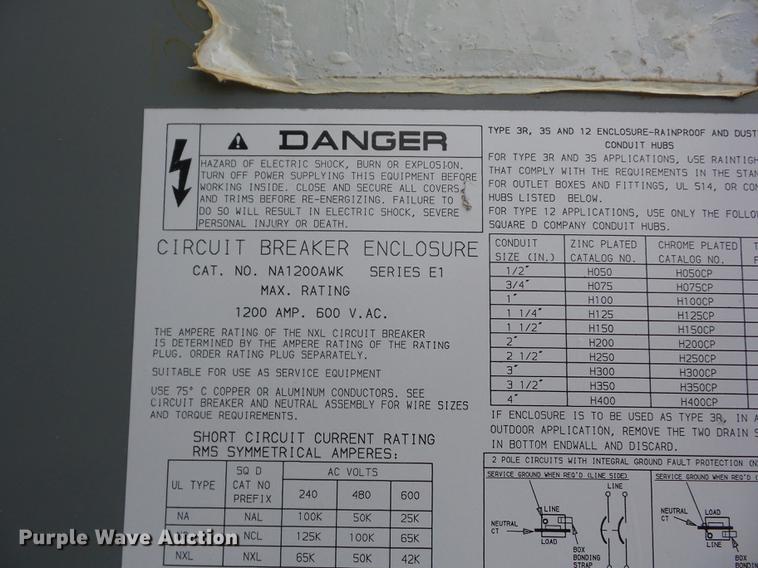 DANGER
HAZARD OF ELECTRIC SHOCK, BURN OR EXPLOSION.
TURN OFF POWER SUPPLYING THIS EQUIPMENT BEFORE
WORKING INSIDE. CLOSE AND SECURE ALL COVERS
AND TRIMS BEFORE RE-ENERGIZING. FAILURE TO
DO SO WILL RESULT IN ELECTRIC SHOCK, SEVERE
PERSONAL INJURY OR DEATH.
CIRCUIT BREAKER ENCLOSURE
CAT. NO. NA1200AWK SERIES E1
MAX. RATING
1200 AMP. 600 V.AC.
THE AMPERE RATING OF THE NXL CIRCUIT BREAKER
IS DETERMINED BY THE AMPERE RATING OF THE RATING
PLUG. ORDER RATING PLUG SEPARATELY.
SUITABLE FOR USE AS SERVICE EQUIPMENT
USE 75° C COPPER OR ALUMINUM CONDUCTORS. SEE
CIRCUIT BREAKER AND NEUTRAL ASSEMBLY FOR WIRE SIZES
AND TORQUE REQUIREMENTS.
SHORT CIRCUIT CURRENT RATING
RMS SYMMETRICAL AMPERES:
UL TYPE SQ D CAT NO PREFIX AC VOLTS
240 480 600
NA NAL 100K 50K 25K
NCL 125K 100K 65K
NXL NXL 65K 50K 42K
TYPE 3R, 3S AND 12 ENCLOSURE-RAINPROOF AND DUST
CONDUIT HUBS
FOR TYPE 3R AND 3S APPLICATIONS, USE RAINTIGH
THAT COMPLY WITH THE REQUIREMENTS IN THE STAN
FOR OUTLET BOXES AND FITTINGS, UL 514, OR CO
HUBS LISTED BELOW.
FOR TYPE 12 APPLICATIONS, USE ONLY THE FOLLO
SQUARE D COMPANY CONDUIT HUBS.
CONDUIT ZINC PLATED CHROME PLATED
SIZE (IN.) CATALOG NO. CATALOG NO.
1/2" H050 H050CP
3/4" H075 H075CP
1" H100 H100CP
1 1/4" H125 H125CP
1 1/2" H150 H150CP
2" H200 H200CP
2 1/2" H250 H250CP
3" H300 H300CP
3 1/2" H350 H350CP
4" H400 H400CP
IF ENCLOSURE IS TO BE USED AS TYPE 3R, IN A
OUTDOOR APPLICATION, REMOVE THE TWO DRAIN S
IN BOTTOM ENDWALL AND DISCARD.
2 POLE CIRCUITS WITH INTEGRAL GROUND FAULT PROTECTION (N
SERVICE GROUND WHEN REQ'D (LINE SIDE) SERVICE GROUND WHEN REQ'D (
LINE
LINE LOAD
NEUTRAL CT NEUTRAL CT
LOAD LINE
BOX BONDING STRAP BOX BONDIN
Purple Wave Auction